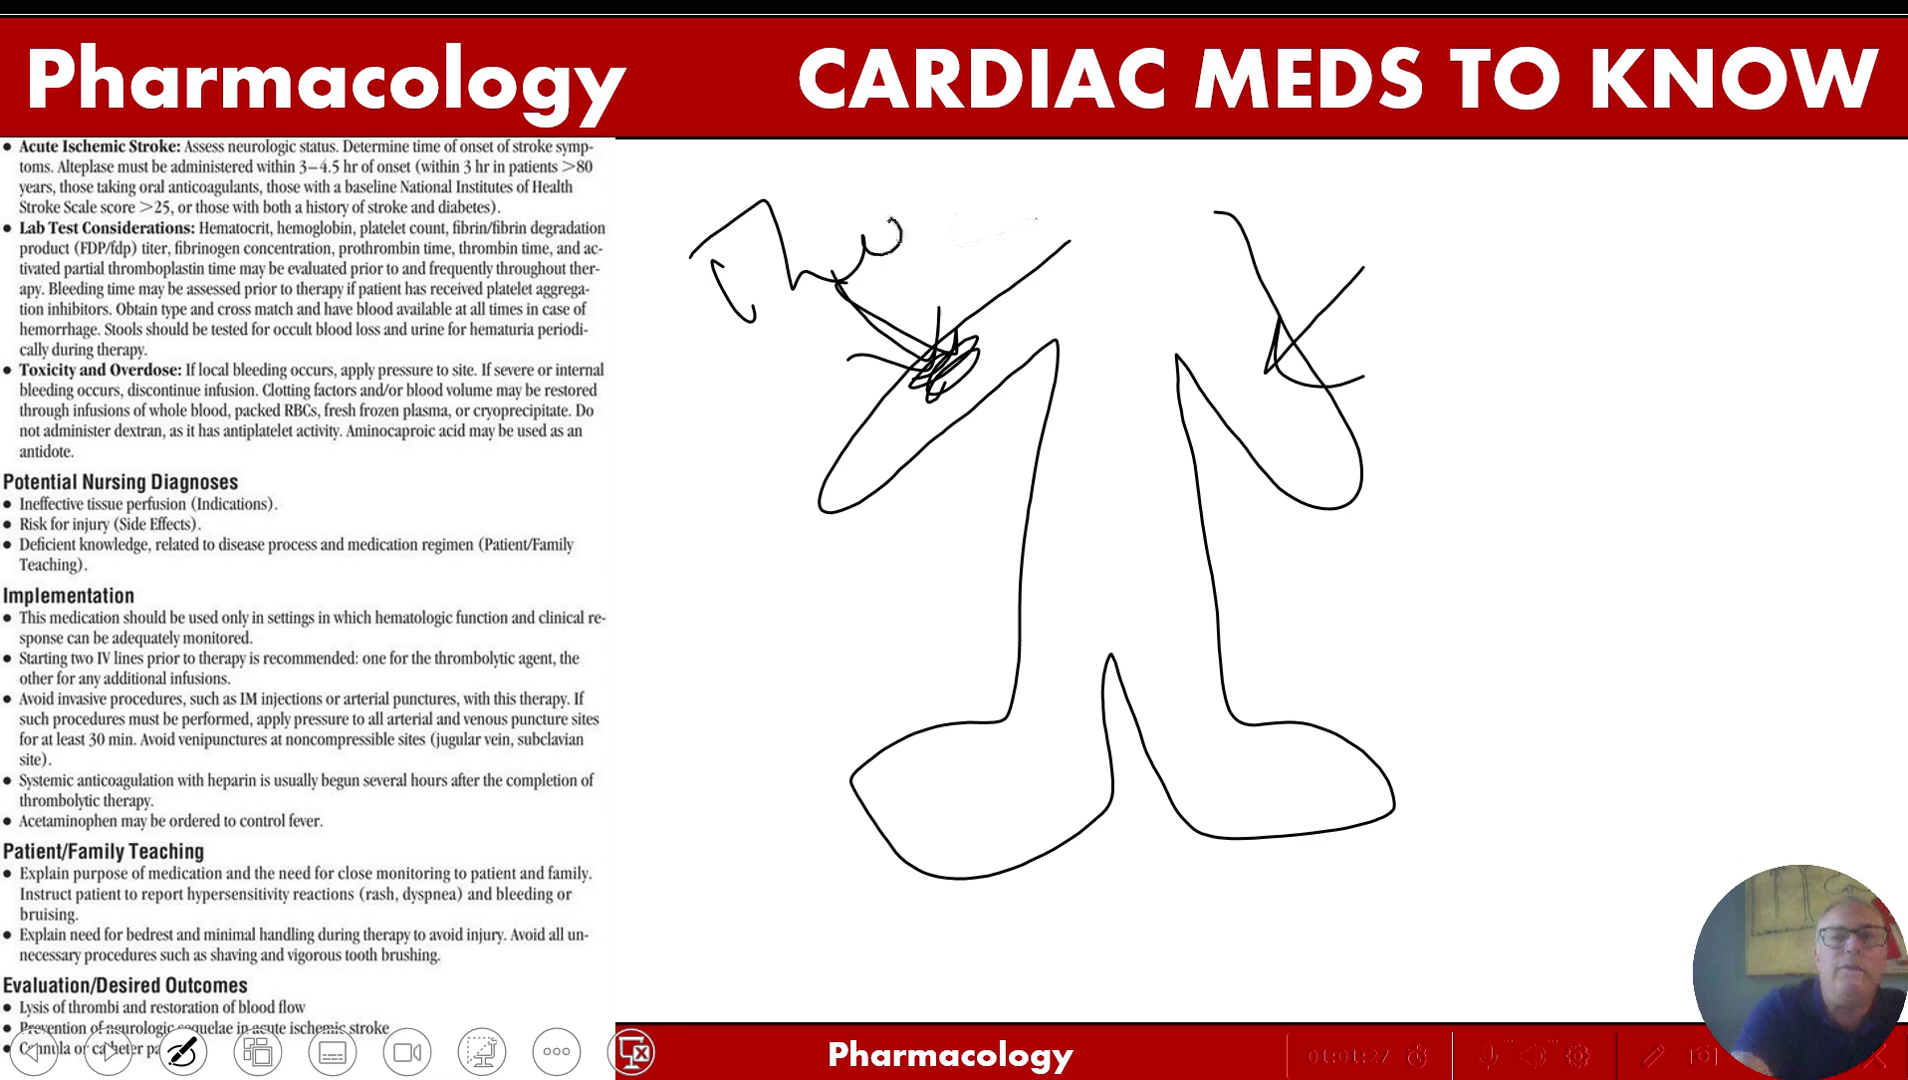 Pharmacology CARDIAC MEDS TO KNOW
• Acute Ischemic Stroke: Assess neurologic status. Determine time of onset of stroke symp-
toms. Alteplase must be administered within 3–4.5 hr of onset (within 3 hr in patients >80
years, those taking oral anticoagulants, those with a baseline National Institutes of Health
Stroke Scale score >25, or those with both a history of stroke and diabetes).
• Lab Test Considerations: Hematocrit, hemoglobin, platelet count, fibrin/fibrin degradation
product (FDP/fdp) titer, fibrinogen concentration, prothrombin time, thrombin time, and ac-
tivated partial thromboplastin time may be evaluated prior to and frequently throughout ther-
apy. Bleeding time may be assessed prior to therapy if patient has received platelet aggrega-
tion inhibitors. Obtain type and cross match and have blood available at all times in case of
hemorrhage. Stools should be tested for occult blood loss and urine for hematuria periodi-
cally during therapy.
• Toxicity and Overdose: If local bleeding occurs, apply pressure to site. If severe or internal
bleeding occurs, discontinue infusion. Clotting factors and/or blood volume may be restored
through infusions of whole blood, packed RBCs, fresh frozen plasma, or cryoprecipitate. Do
not administer dextran, as it has antiplatelet activity. Aminocaproic acid may be used as an
antidote.
Potential Nursing Diagnoses
• Ineffective tissue perfusion (Indications).
• Risk for injury (Side Effects).
• Deficient knowledge, related to disease process and medication regimen (Patient/Family
Teaching).
Implementation
• This medication should be used only in settings in which hematologic function and clinical re-
sponse can be adequately monitored.
• Starting two IV lines prior to therapy is recommended: one for the thrombolytic agent, the
other for any additional infusions.
• Avoid invasive procedures, such as IM injections or arterial punctures, with this therapy. If
such procedures must be performed, apply pressure to all arterial and venous puncture sites
for at least 30 min. Avoid venipunctures at noncompressible sites (jugular vein, subclavian
site).
• Systemic anticoagulation with heparin is usually begun several hours after the completion of
thrombolytic therapy.
• Acetaminophen may be ordered to control fever.
Patient/Family Teaching
• Explain purpose of medication and the need for close monitoring to patient and family.
Instruct patient to report hypersensitivity reactions (rash, dyspnea) and bleeding or
bruising.
• Explain need for bedrest and minimal handling during therapy to avoid injury. Avoid all un-
necessary procedures such as shaving and vigorous tooth brushing.
Evaluation/Desired Outcomes
• Lysis of thrombi and restoration of blood flow
• Prevention of neurologic sequelae in acute ischemic stroke
• Cannula or catheter
Pharmacology
01:01:27